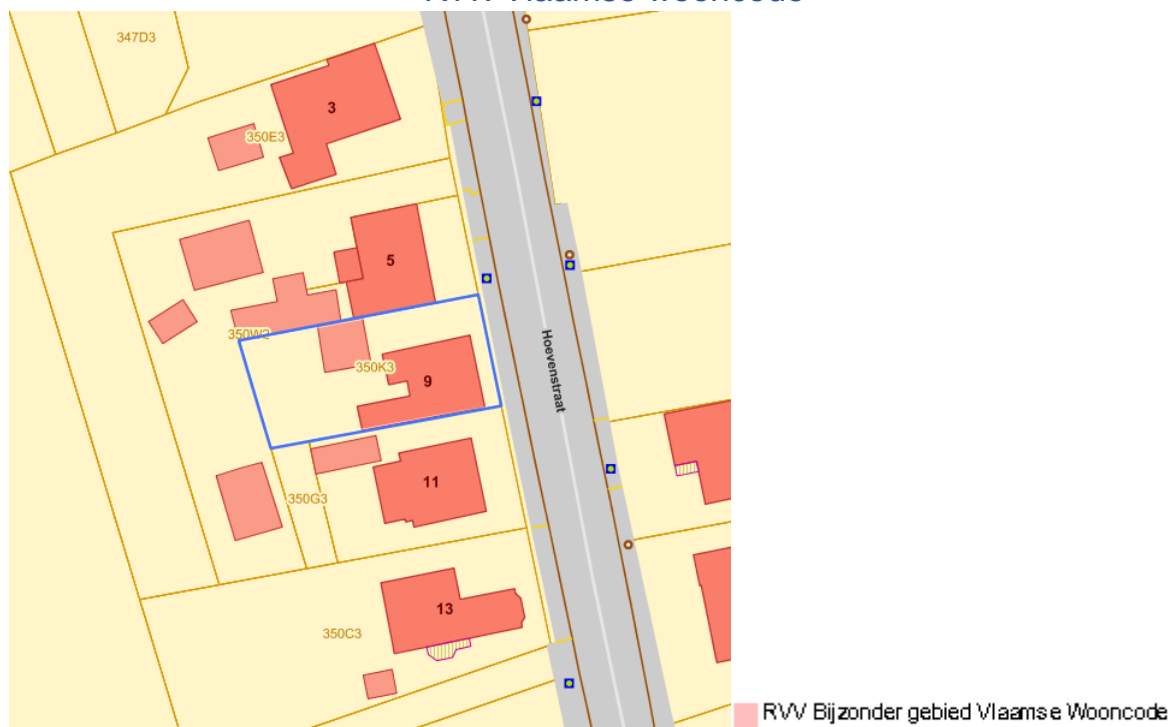 RVV Vlaamse wooncode
347D3
3
350E3
5
350W2
350K3
9
Hoevenstraat
11
350G3
13
350C3
RVV Bijzonder gebied Vlaamse Wooncode